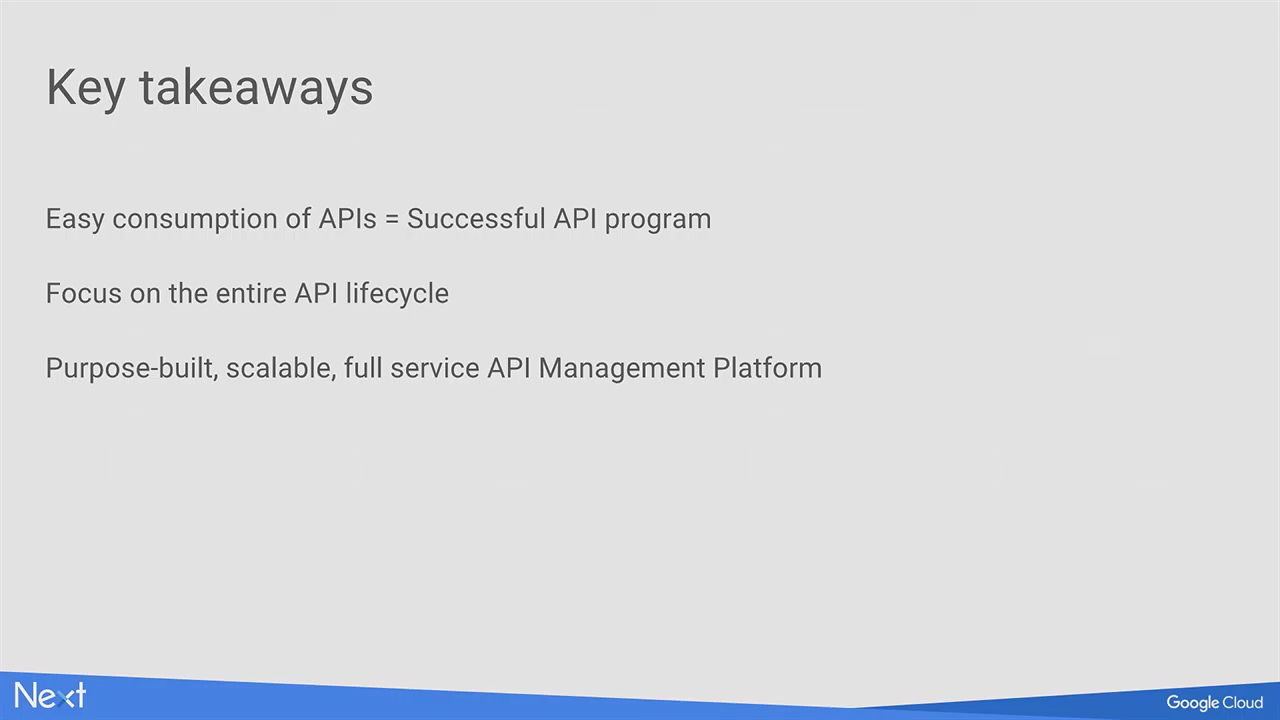 Key takeaways
Easy consumption of APIs = Successful API program
Focus on the entire API lifecycle
Purpose-built, scalable, full service API Management Platform
Next
Google Cloud